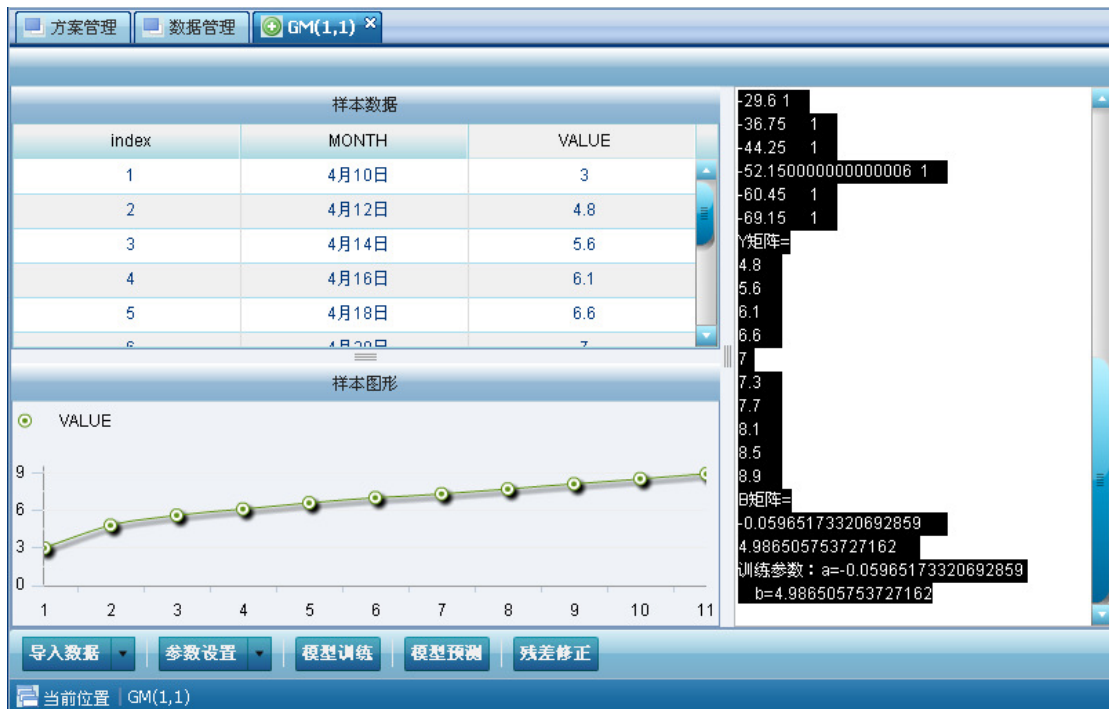 方案管理 数据管理 GM(1,1) ×
样本数据
index MONTH VALUE
1 4月10日 3
2 4月12日 4.8
3 4月14日 5.6
4 4月16日 6.1
5 4月18日 6.6
6 4月20日 7
样本图形
VALUE
9
6
3
0
1 2 3 4 5 6 7 8 9 10 11
-29.6 1
-36.75 1
-44.25 1
-52.150000000000006 1
-60.45 1
-69.15 1
Y矩阵=
4.8
5.6
6.1
6.6
7
7.3
7.7
8.1
8.5
8.9
B矩阵=
-0.05965173320692859
4.986505753727162
训练参数：a=-0.05965173320692859
b=4.986505753727162
导入数据 参数设置 模型训练 模型预测 残差修正
当前位置 GM(1,1)